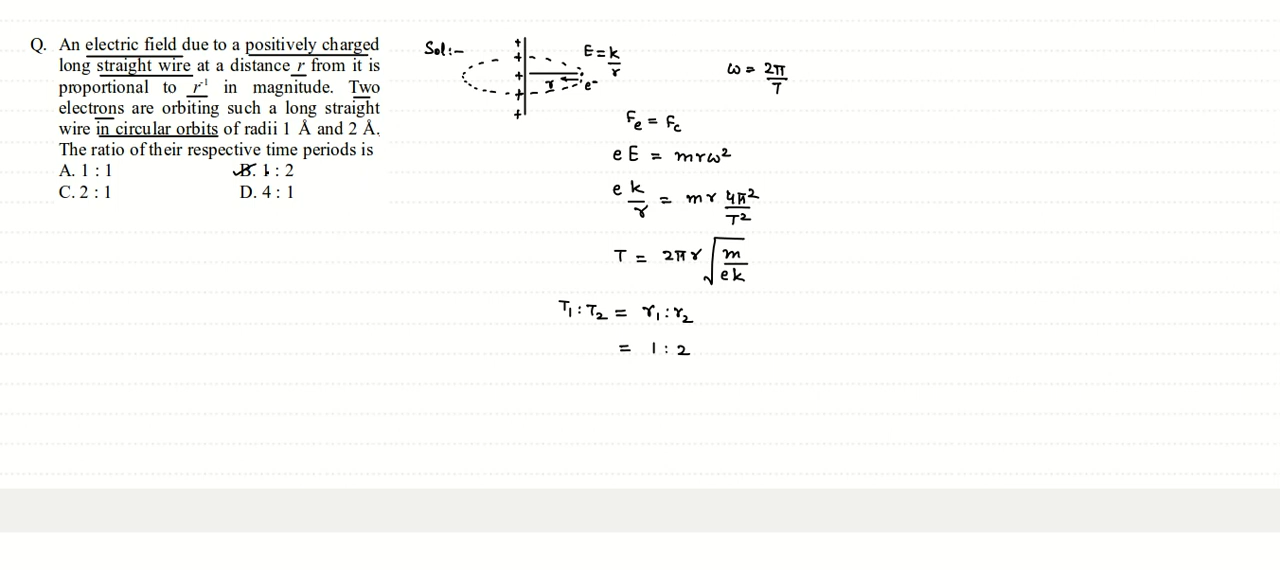 Q. An electric field due to a positively charged
long straight wire at a distance r from it is
proportional to r⁻¹ in magnitude. Two
electrons are orbiting such a long straight
wire in circular orbits of radii 1 Å and 2 Å.
The ratio of their respective time periods is
A. 1 : 1 B. 1 : 2
C. 2 : 1 D. 4 : 1
Sol:-
+
+
+
+
+
E = k/r
r e⁻
ω = 2π/T
Fe = Fc
eE = mrω²
e k/r = mr 4π²/T²
T = 2πr √(m/ek)
T₁ : T₂ = r₁ : r₂
= 1 : 2